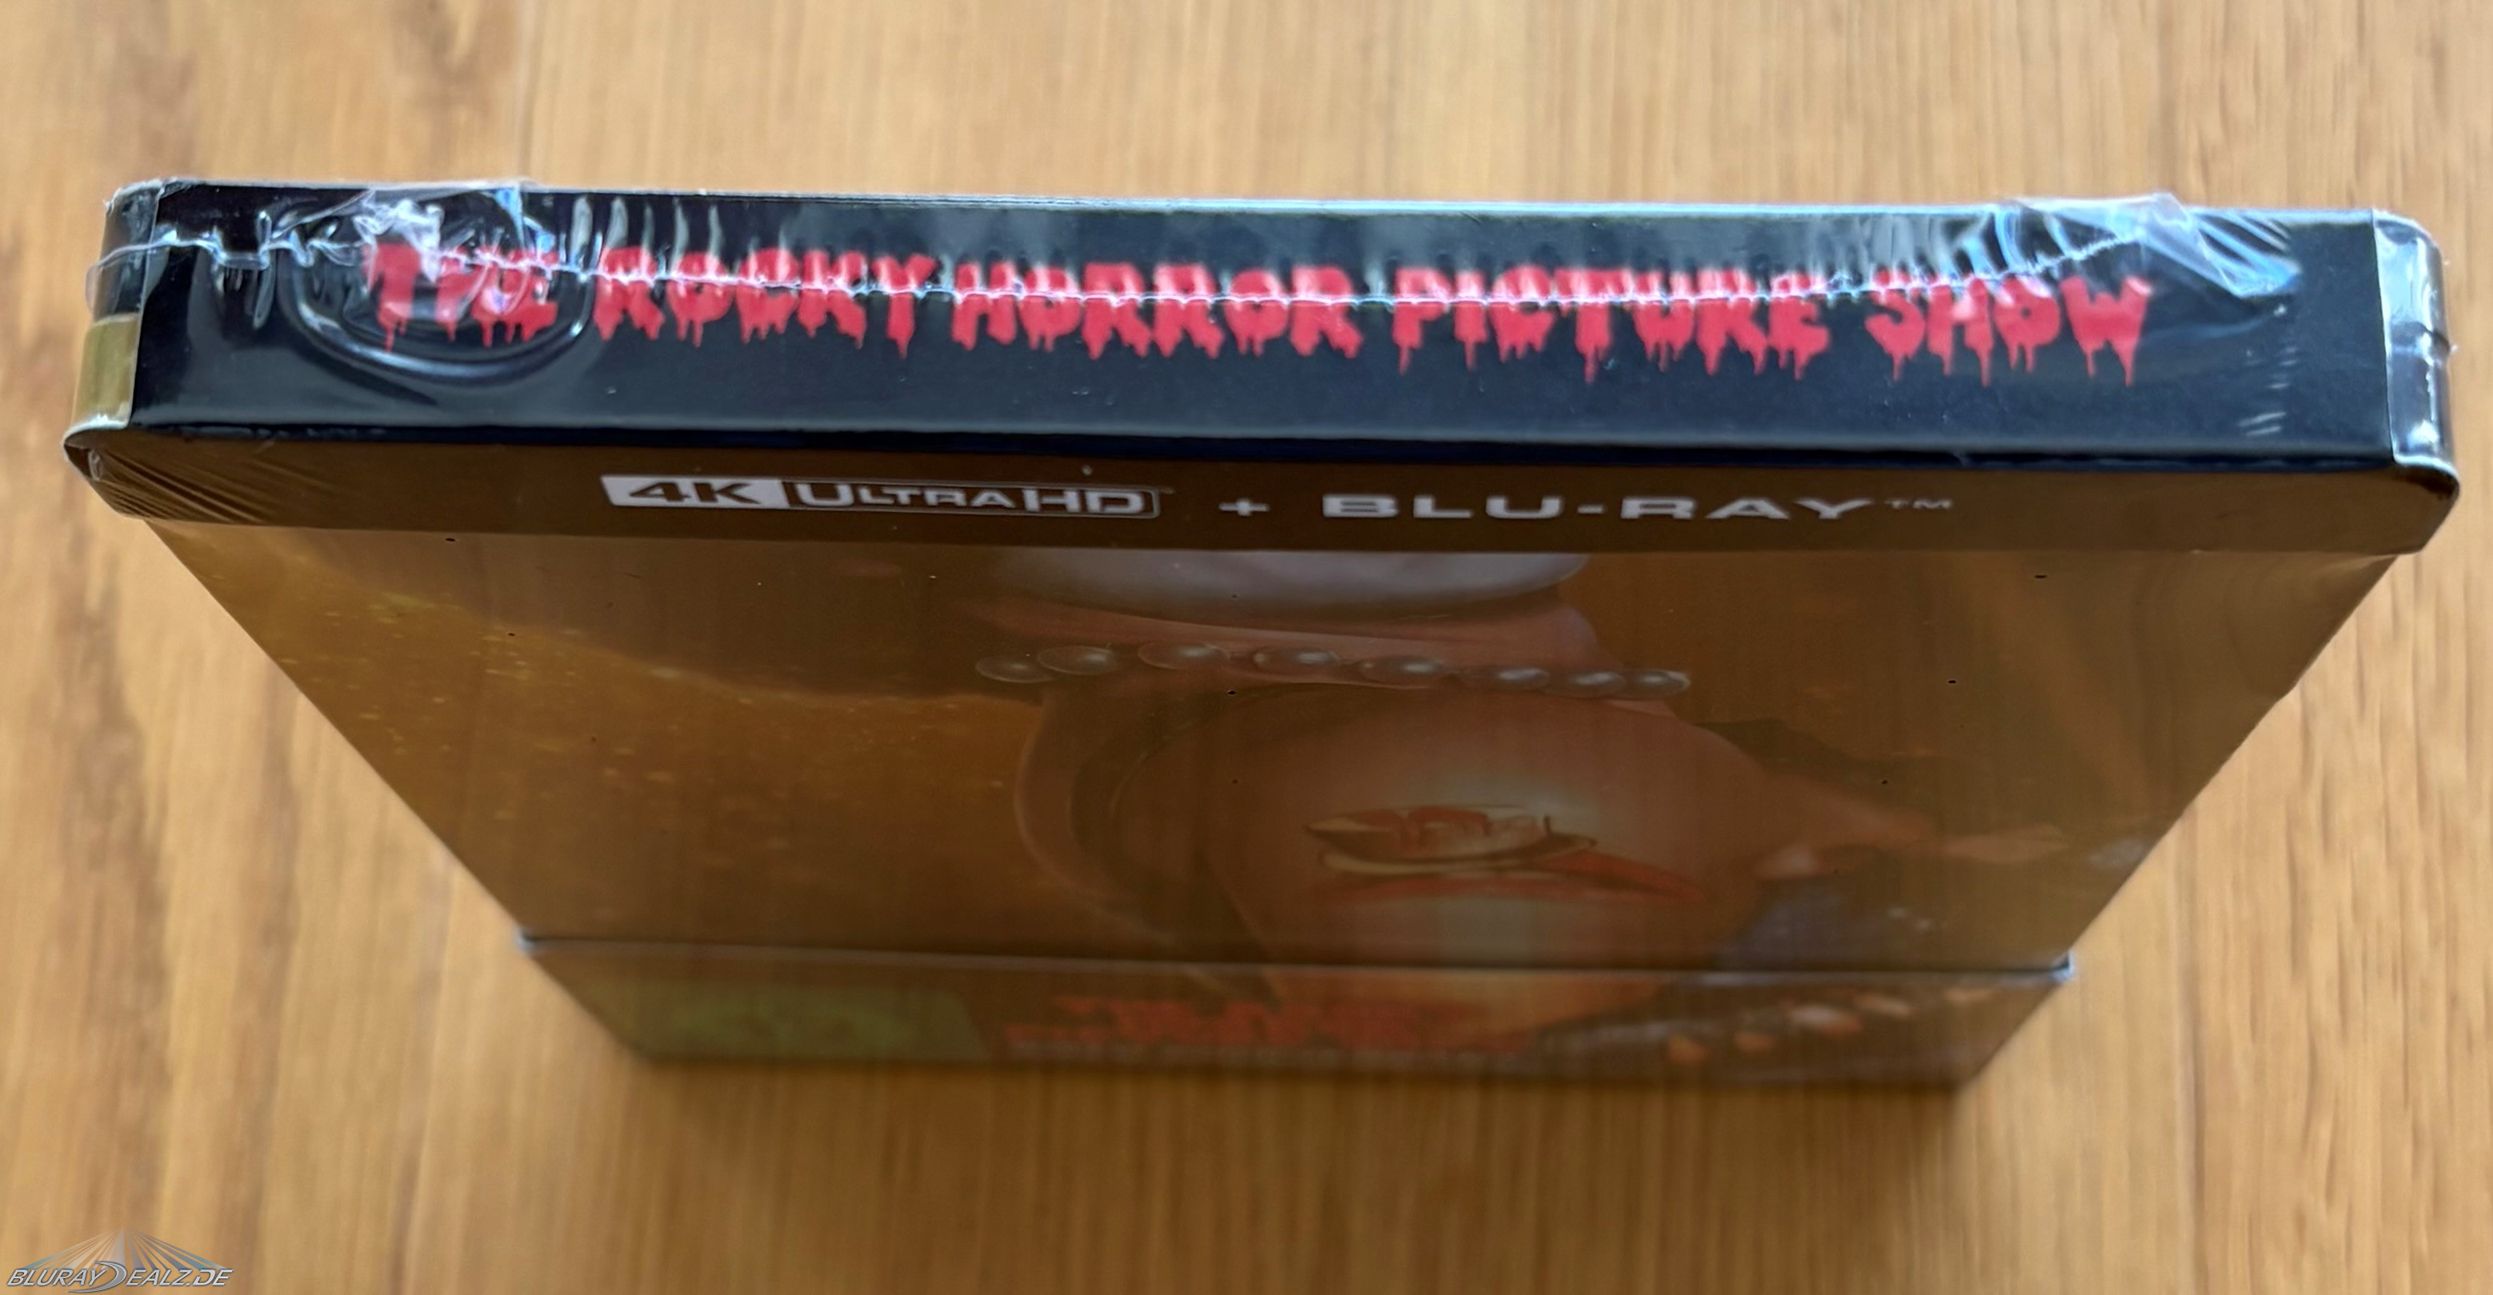 THE ROCKY HORROR PICTURE SHOW
4K ULTRA HD + BLU-RAY™
BLURAYDEALZ.DE